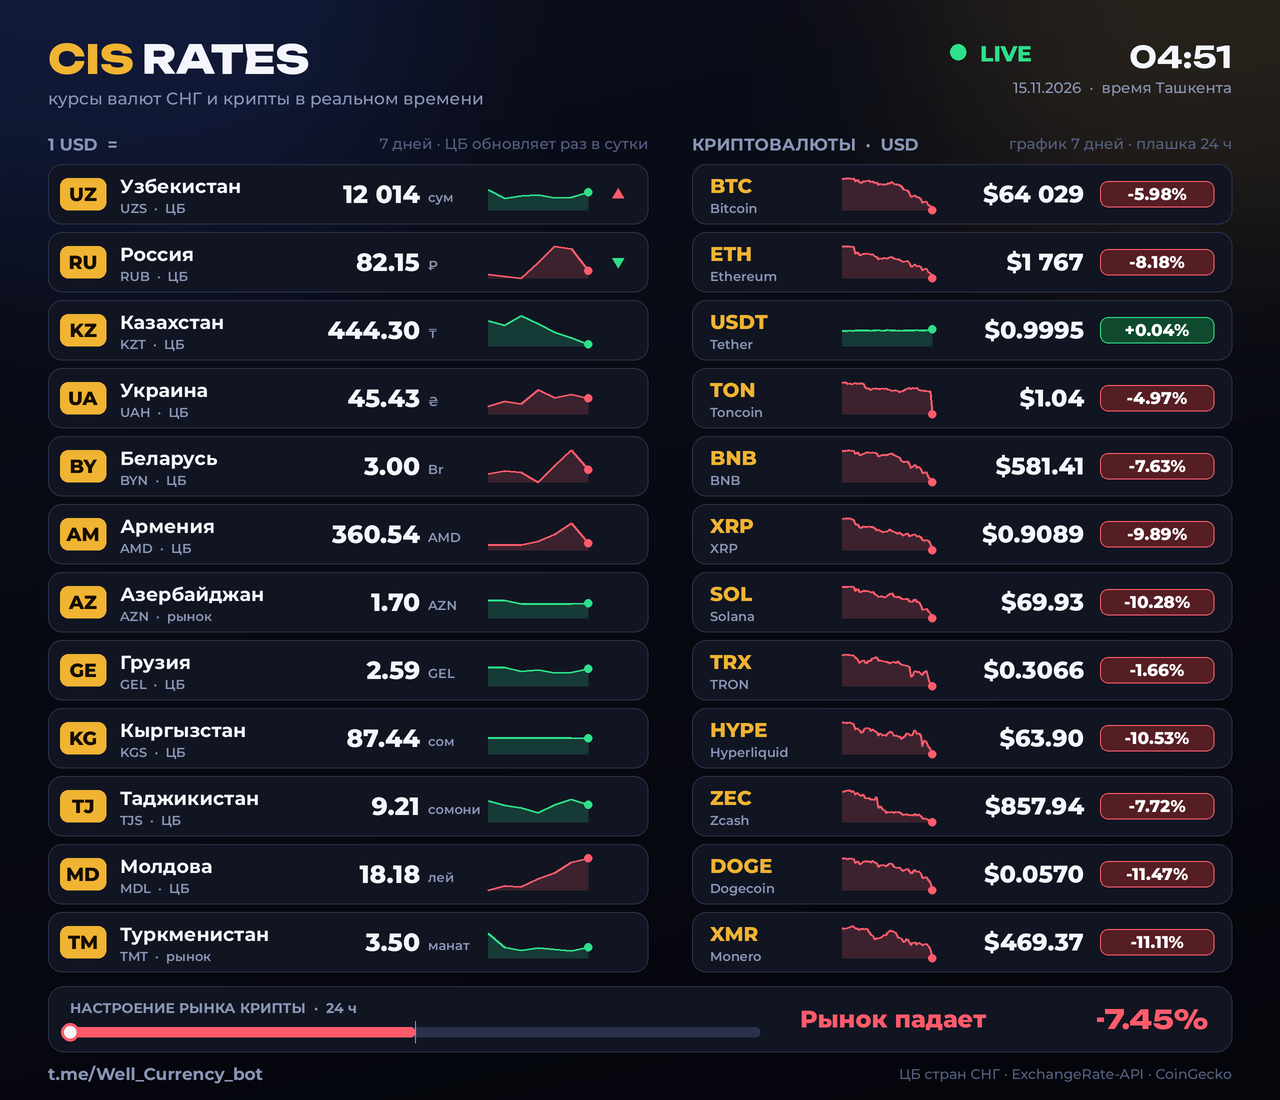 CIS RATES
курсы валют СНГ и крипты в реальном времени
LIVE
04:51
15.11.2026 · время Ташкента
1 USD =
7 дней · ЦБ обновляет раз в сутки
UZ Узбекистан 12 014 сум
UZS · ЦБ
RU Россия 82.15 ₽
RUB · ЦБ
KZ Казахстан 444.30 ₸
KZT · ЦБ
UA Украина 45.43 ₴
UAH · ЦБ
BY Беларусь 3.00 Br
BYN · ЦБ
AM Армения 360.54 AMD
AMD · ЦБ
AZ Азербайджан 1.70 AZN
AZN · рынок
GE Грузия 2.59 GEL
GEL · ЦБ
KG Кыргызстан 87.44 сом
KGS · ЦБ
TJ Таджикистан 9.21 сомони
TJS · ЦБ
MD Молдова 18.18 лей
MDL · ЦБ
TM Туркменистан 3.50 манат
TMT · рынок
КРИПТОВАЛЮТЫ · USD
график 7 дней · плашка 24 ч
BTC $64 029 -5.98%
Bitcoin
ETH $1 767 -8.18%
Ethereum
USDT $0.9995 +0.04%
Tether
TON $1.04 -4.97%
Toncoin
BNB $581.41 -7.63%
BNB
XRP $0.9089 -9.89%
XRP
SOL $69.93 -10.28%
Solana
TRX $0.3066 -1.66%
TRON
HYPE $63.90 -10.53%
Hyperliquid
ZEC $857.94 -7.72%
Zcash
DOGE $0.0570 -11.47%
Dogecoin
XMR $469.37 -11.11%
Monero
НАСТРОЕНИЕ РЫНКА КРИПТЫ · 24 ч
Рынок падает
-7.45%
t.me/Well_Currency_bot
ЦБ стран СНГ · ExchangeRate-API · CoinGecko